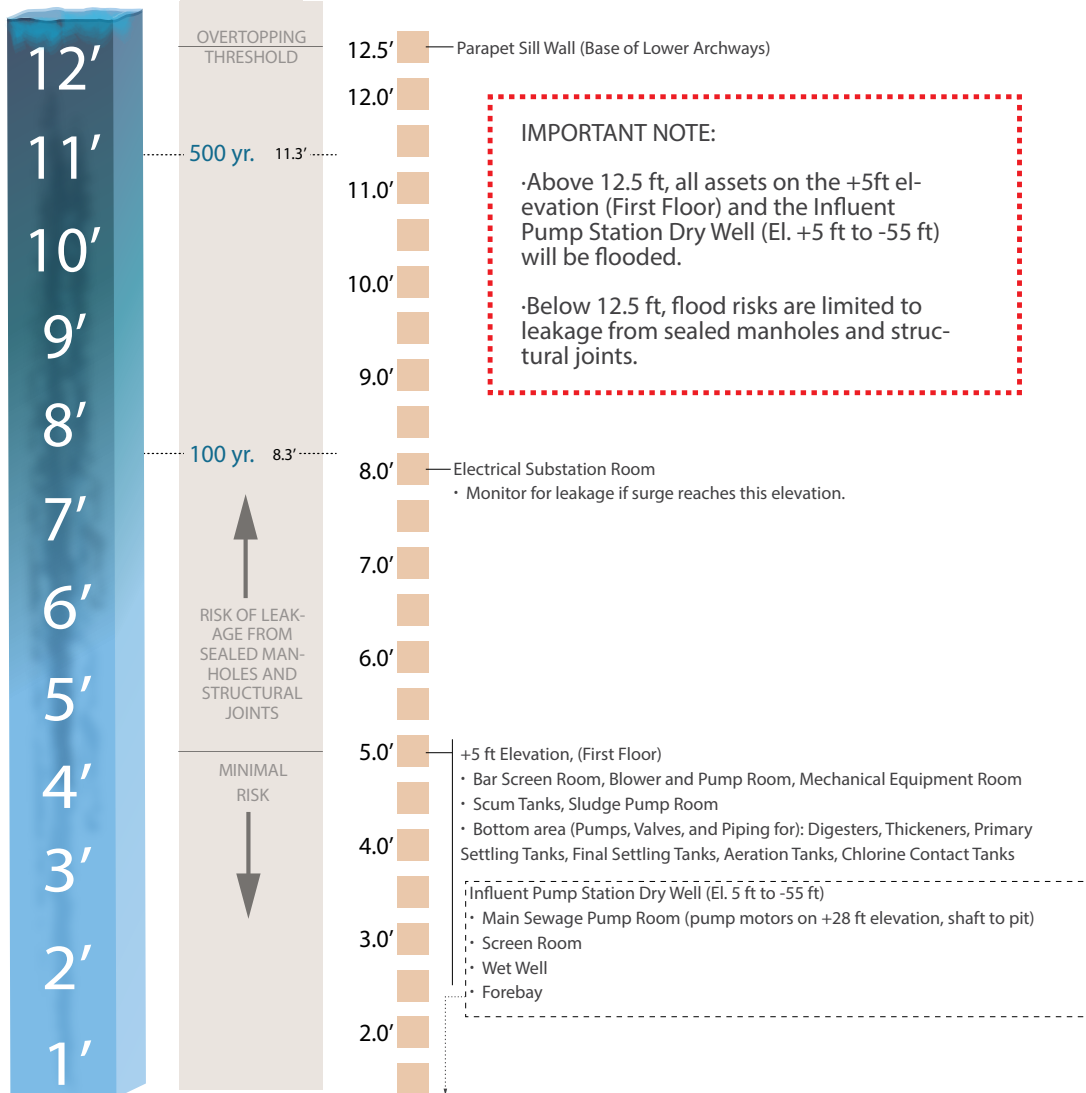 12’
11’
10’
9’
8’
7’
6’
5’
4’
3’
2’
1’
OVERTOPPING
THRESHOLD
500 yr. 11.3’
100 yr. 8.3’
RISK OF LEAK-
AGE FROM
SEALED MAN-
HOLES AND
STRUCTURAL
JOINTS
MINIMAL
RISK
12.5’
12.0’
11.0’
10.0’
9.0’
8.0’
7.0’
6.0’
5.0’
4.0’
3.0’
2.0’
Parapet Sill Wall (Base of Lower Archways)
IMPORTANT NOTE:
·Above 12.5 ft, all assets on the +5ft el-
evation (First Floor) and the Influent
Pump Station Dry Well (El. +5 ft to -55 ft)
will be flooded.
·Below 12.5 ft, flood risks are limited to
leakage from sealed manholes and struc-
tural joints.
Electrical Substation Room
· Monitor for leakage if surge reaches this elevation.
+5 ft Elevation, (First Floor)
· Bar Screen Room, Blower and Pump Room, Mechanical Equipment Room
· Scum Tanks, Sludge Pump Room
· Bottom area (Pumps, Valves, and Piping for): Digesters, Thickeners, Primary
Settling Tanks, Final Settling Tanks, Aeration Tanks, Chlorine Contact Tanks
Influent Pump Station Dry Well (El. 5 ft to -55 ft)
· Main Sewage Pump Room (pump motors on +28 ft elevation, shaft to pit)
· Screen Room
· Wet Well
· Forebay